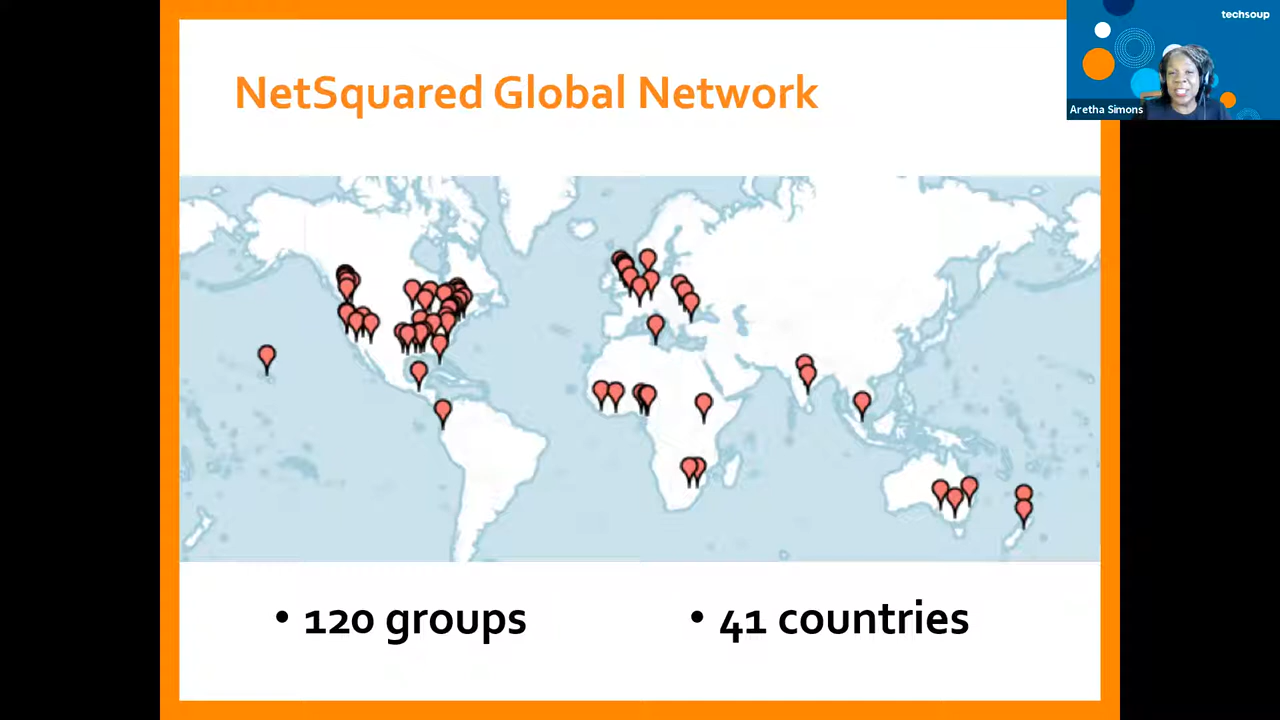 NetSquared Global Network
techsoup
Aretha Simons
• 120 groups
• 41 countries